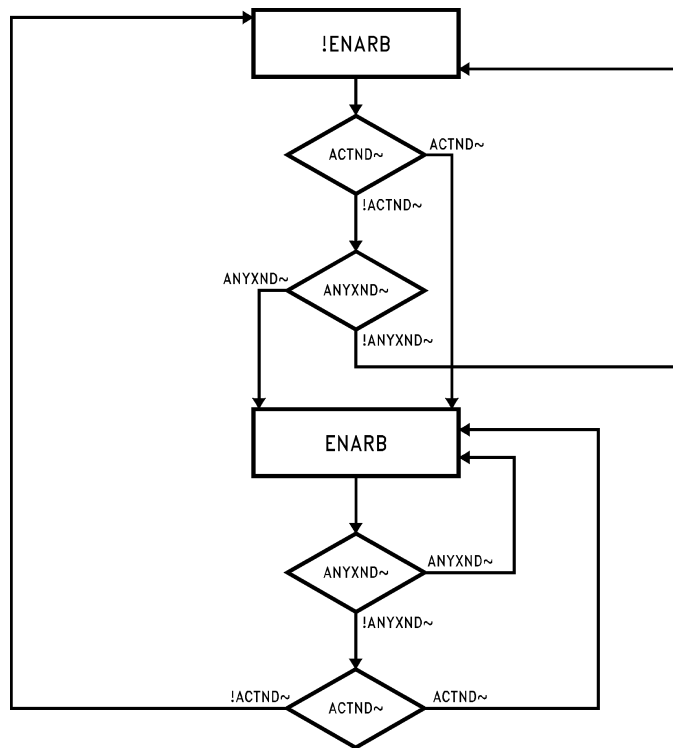 !ENARB
ACTND~
ACTND~
!ACTND~
ANYXND~
ANYXND~
!ANYXND~
ENARB
ANYXND~
ANYXND~
!ANYXND~
!ACTND~
ACTND~
ACTND~